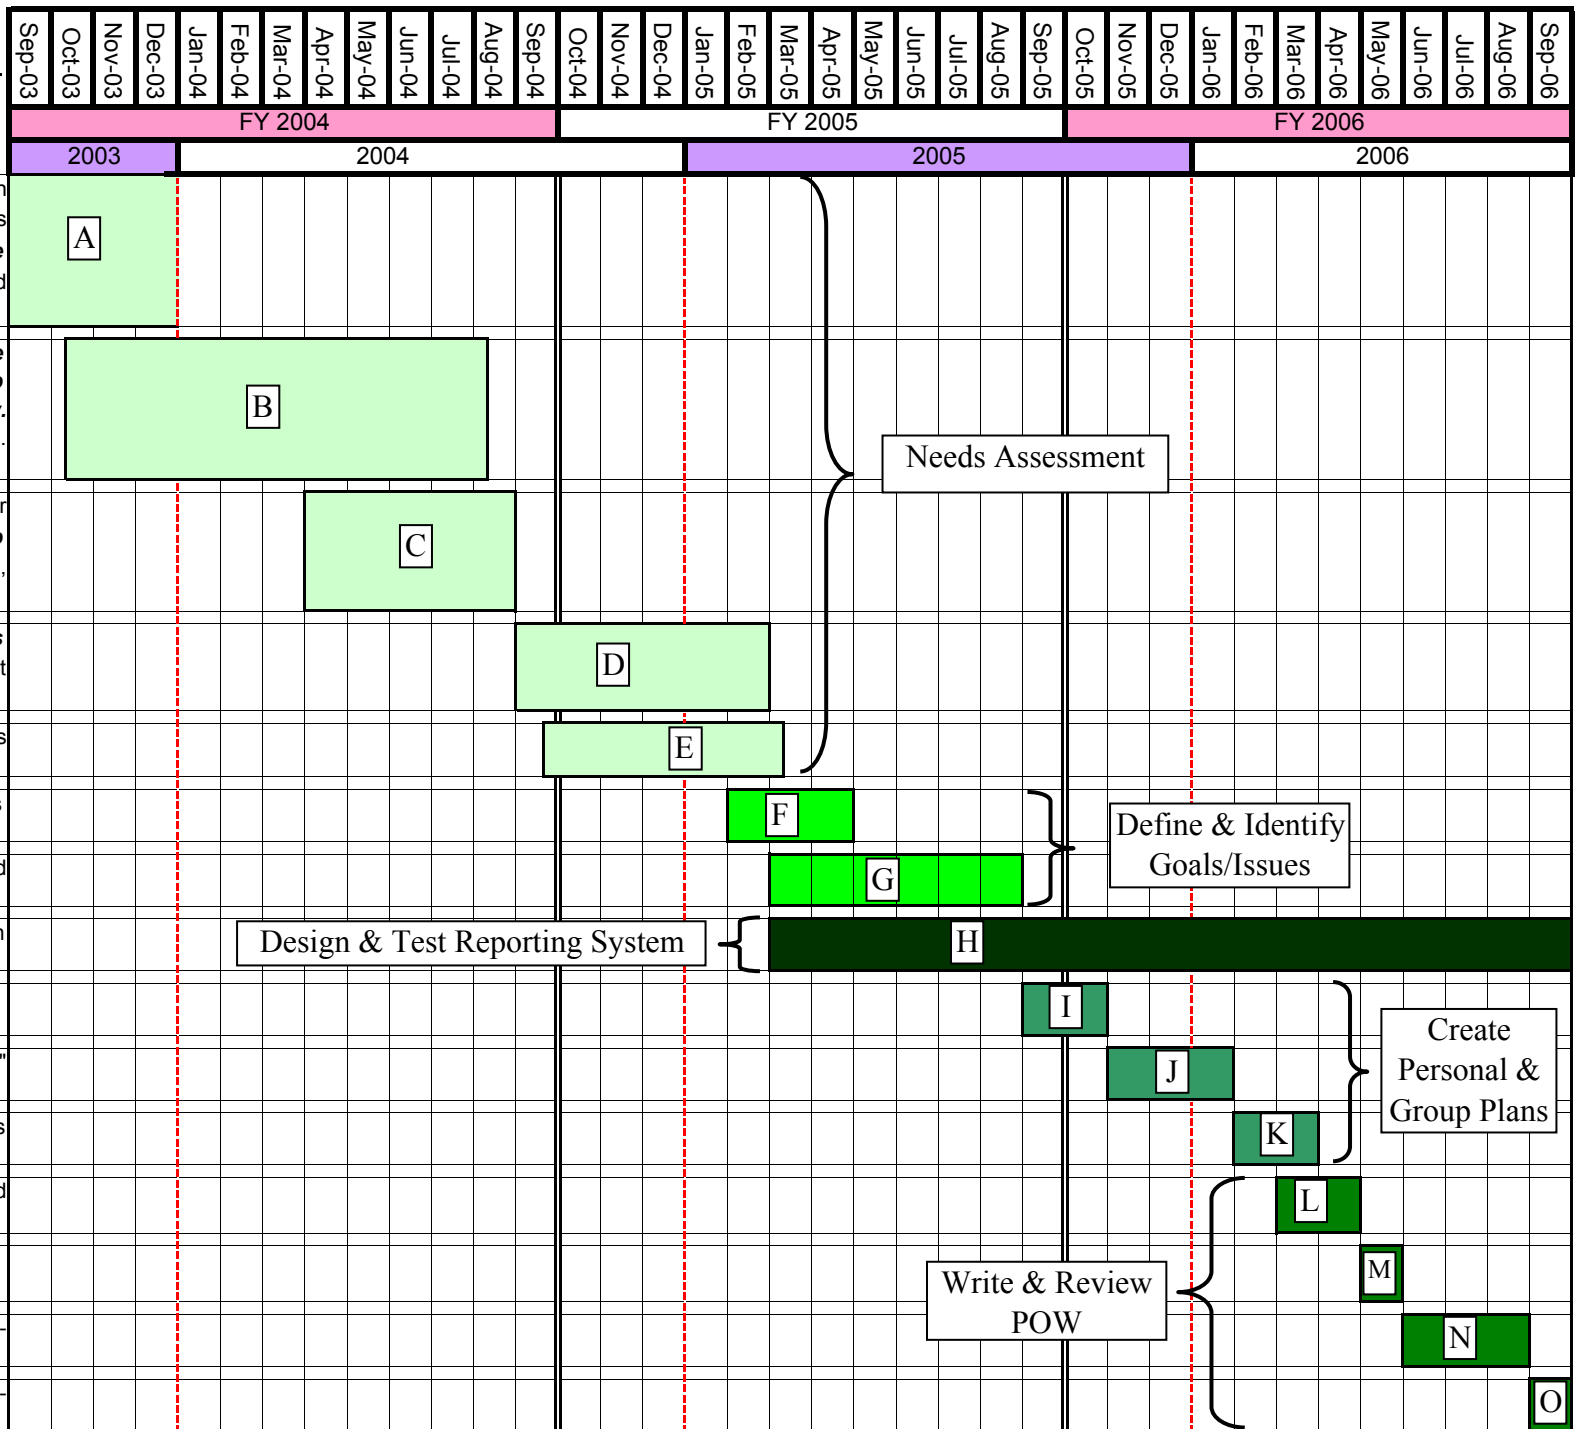 Sep-03 Oct-03 Nov-03 Dec-03 Jan-04 Feb-04 Mar-04 Apr-04 May-04 Jun-04 Jul-04 Aug-04 Sep-04 Oct-04 Nov-04 Dec-04 Jan-05 Feb-05 Mar-05 Apr-05 May-05 Jun-05 Jul-05 Aug-05 Sep-05 Oct-05 Nov-05 Dec-05 Jan-06 Feb-06 Mar-06 Apr-06 May-06 Jun-06 Jul-06 Aug-06 Sep-06
FY 2004 FY 2005 FY 2006
2003 2004 2005 2006
A
B
Needs Assessment
C
D
E
F
Define & Identify
Goals/Issues
G
Design & Test Reporting System
H
I
Create
Personal &
Group Plans
J
K
L
Write & Review
POW
M
N
O